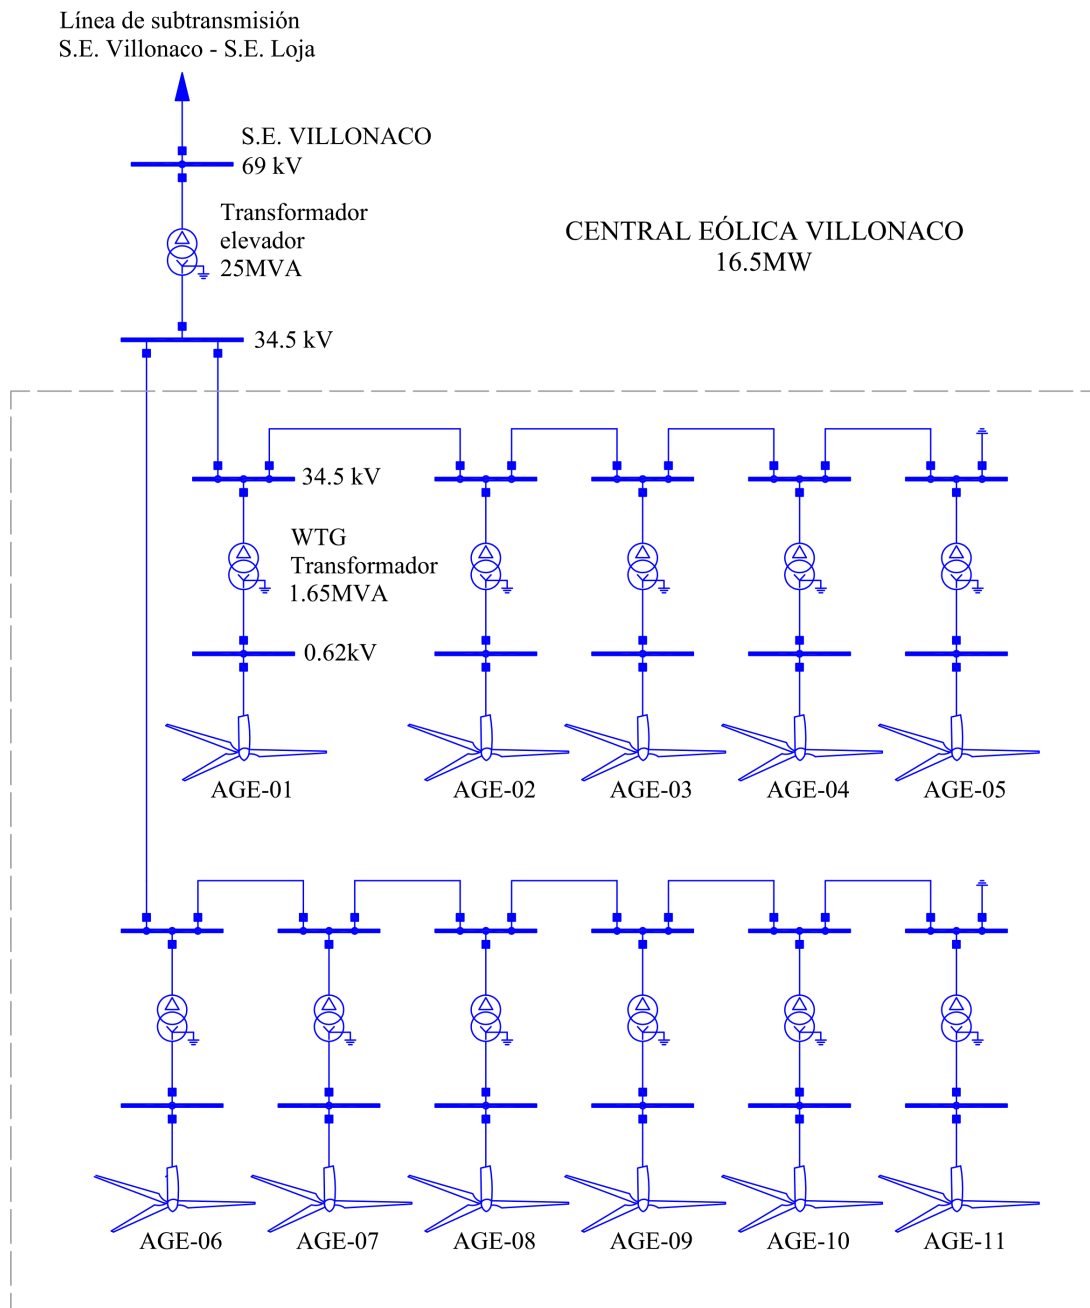 Línea de subtransmisión
S.E. Villonaco - S.E. Loja
S.E. VILLONACO
69 kV
Transformador
elevador
25MVA
CENTRAL EÓLICA VILLONACO
16.5MW
34.5 kV
34.5 kV
WTG
Transformador
1.65MVA
0.62kV
AGE-01
AGE-02
AGE-03
AGE-04
AGE-05
AGE-06
AGE-07
AGE-08
AGE-09
AGE-10
AGE-11